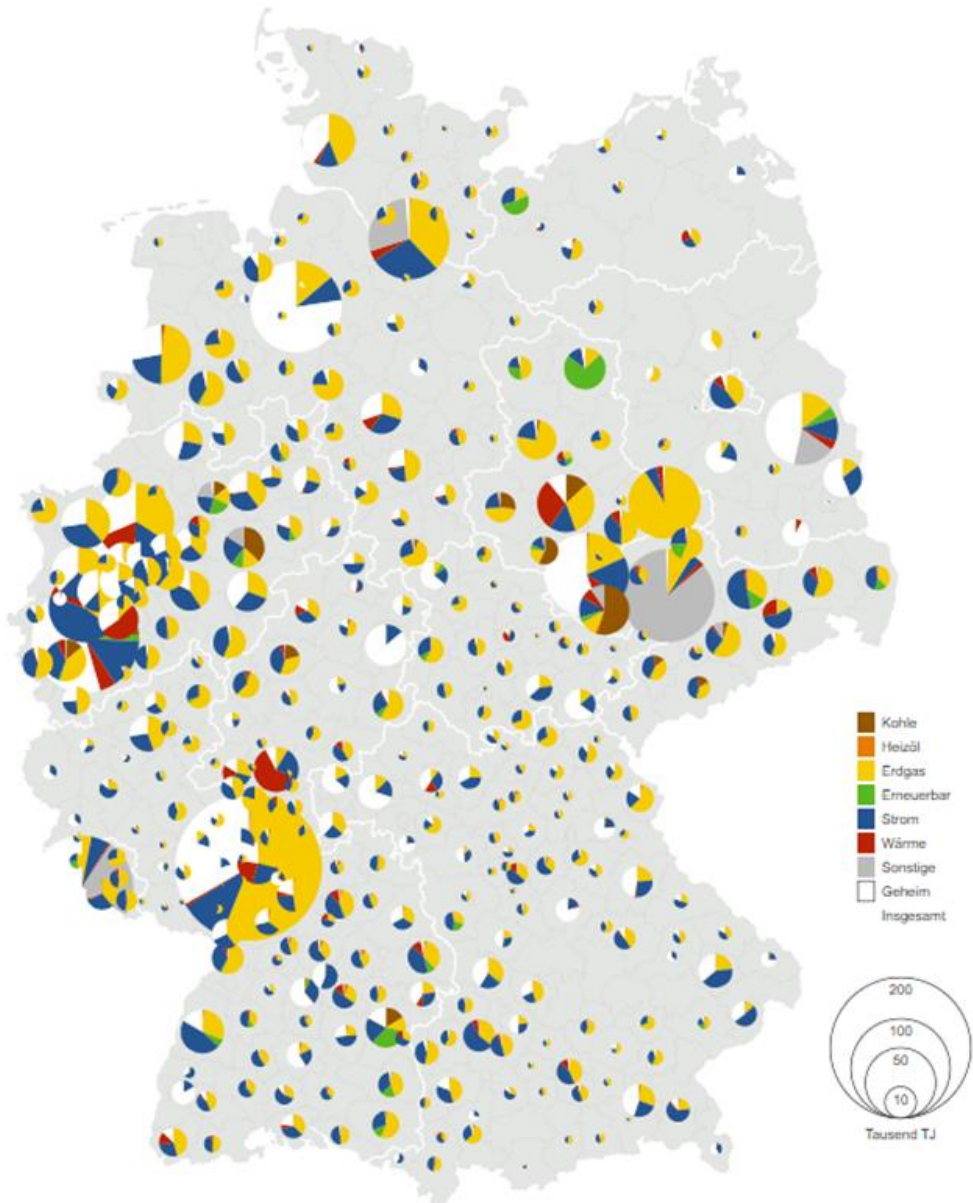 Kohle
Heizöl
Erdgas
Erneuerbar
Strom
Wärme
Sonstige
Geheim
Insgesamt
200
100
50
10
Tausend TJ